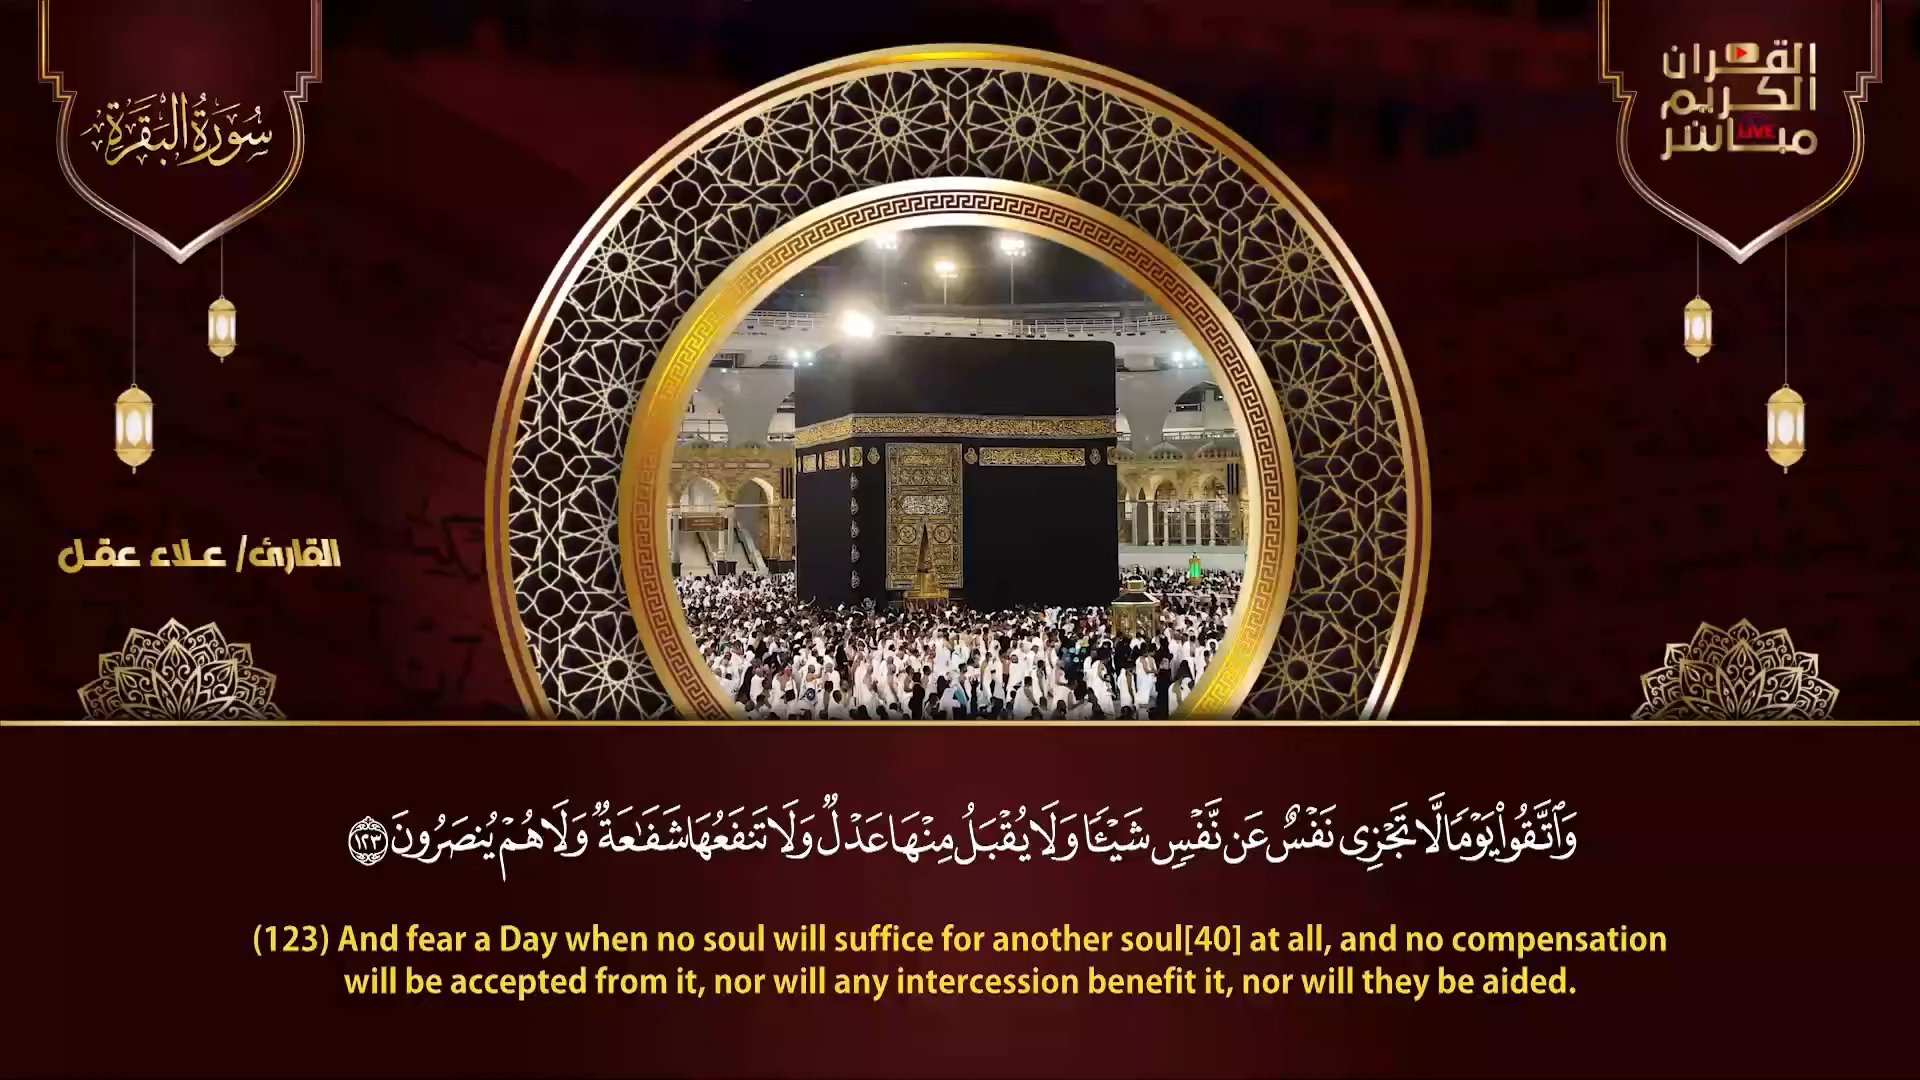 سُورَةُ البَقَرَةِ
القران
الكريم
مباشر
LIVE
القارئ/ علاء عقل
وَٱتَّقُوا۟ يَوْمًا لَّا تَجْزِى نَفْسٌ عَن نَّفْسٍ شَيْـًٔا وَلَا يُقْبَلُ مِنْهَا عَدْلٌ وَلَا تَنفَعُهَا شَفَـٰعَةٌ وَلَا هُمْ يُنصَرُونَ ١٢٣
(123) And fear a Day when no soul will suffice for another soul[40] at all, and no compensation
will be accepted from it, nor will any intercession benefit it, nor will they be aided.